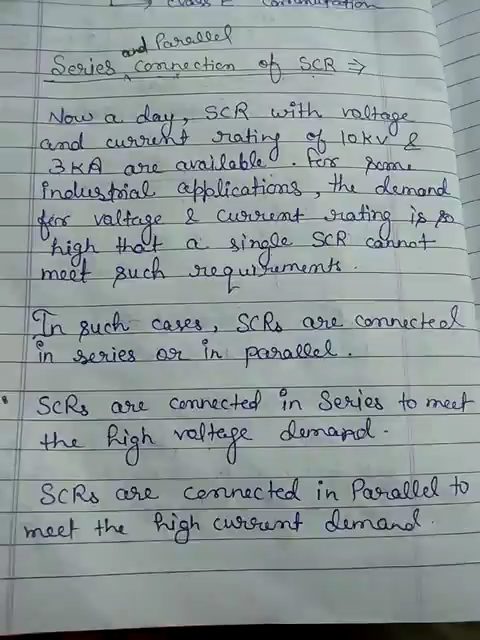 Class F Commutation
Series and Parallel Connection of SCR ⇒
Now a day, SCR with voltage
and current rating of 10KV &
3KA are available. For some
industrial applications, the demand
for voltage & current rating is so
high that a single SCR cannot
meet such requirements.
In such cases, SCRs are connected
in series or in parallel.
SCRs are connected in Series to meet
the high voltage demand.
SCRs are connected in Parallel to
meet the high current demand.